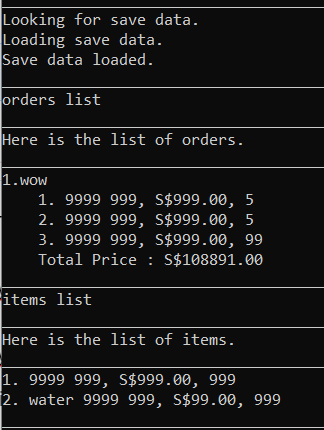 Looking for save data.
Loading save data.
Save data loaded.
orders list
Here is the list of orders.
1.wow
1. 9999 999, S$999.00, 5
2. 9999 999, S$999.00, 5
3. 9999 999, S$999.00, 99
Total Price : S$108891.00
items list
Here is the list of items.
1. 9999 999, S$999.00, 999
2. water 9999 999, S$99.00, 999